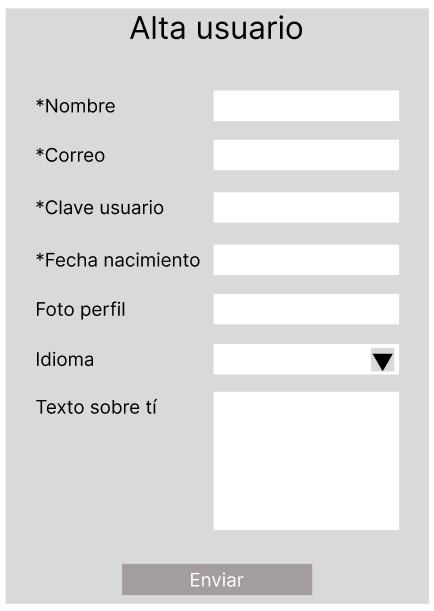 Alta usuario
*Nombre
*Correo
*Clave usuario
*Fecha nacimiento
Foto perfil
Idioma
Texto sobre tí
Enviar